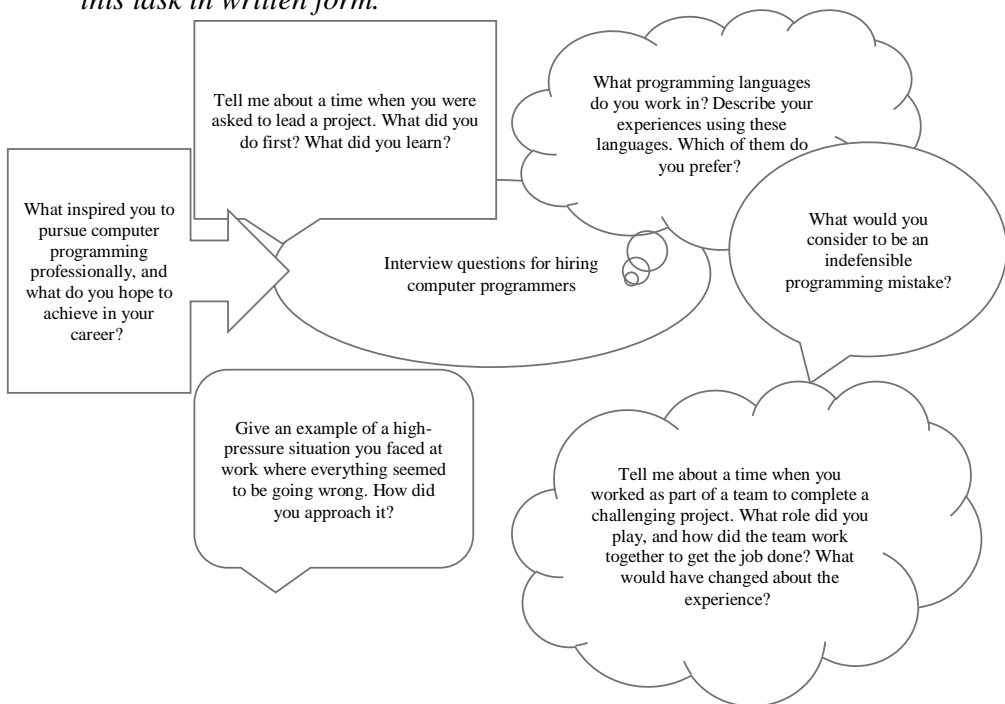 this task in written form.
Tell me about a time when you were
asked to lead a project. What did you
do first? What did you learn?
What programming languages
do you work in? Describe your
experiences using these
languages. Which of them do
you prefer?
What inspired you to
pursue computer
programming
professionally, and
what do you hope to
achieve in your
career?
Interview questions for hiring
computer programmers
What would you
consider to be an
indefensible
programming mistake?
Give an example of a high-
pressure situation you faced at
work where everything seemed
to be going wrong. How did
you approach it?
Tell me about a time when you
worked as part of a team to complete a
challenging project. What role did you
play, and how did the team work
together to get the job done? What
would have changed about the
experience?